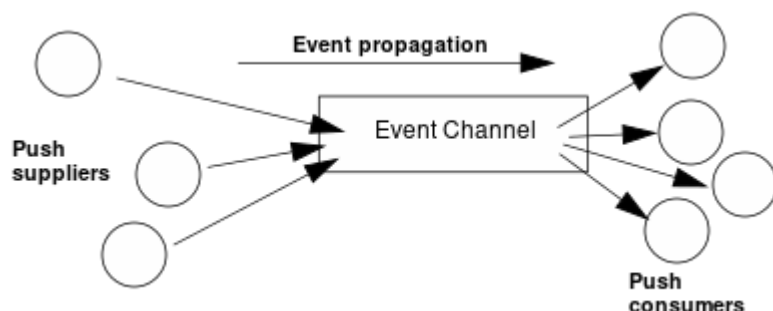 Event propagation
Event Channel
Push
suppliers
Push
consumers